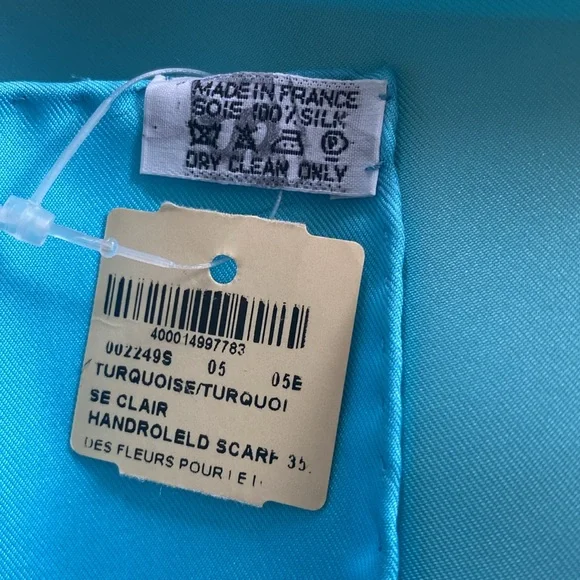 MADE IN FRANCE
SOIE 100% SILK
DRY CLEAN ONLY
400014997783
002249S 05 05E
TURQUOISE/TURQUOI
SE CLAIR
HANDROLELD SCARF 35
DES FLEURS POUR